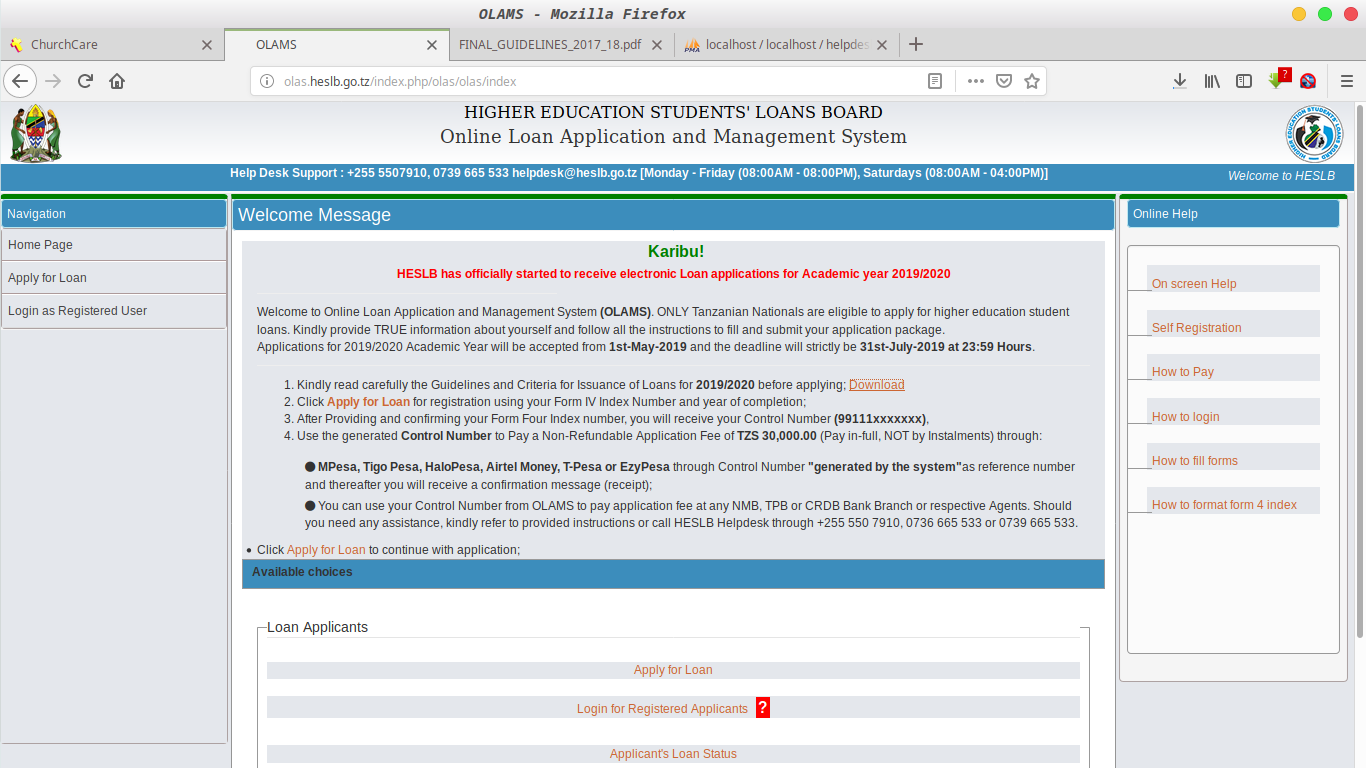 OLAMS - Mozilla Firefox
ChurchCare
OLAMS
FINAL_GUIDELINES_2017_18.pdf
localhost / localhost / helpdes
PMA
olas.heslb.go.tz/index.php/olas/olas/index
?
HIGHER EDUCATION STUDENTS' LOANS BOARD
Online Loan Application and Management System
HIGHER EDUCATION STUDENTS' LOANS BOARD
Help Desk Support : +255 5507910, 0739 665 533 helpdesk@heslb.go.tz [Monday - Friday (08:00AM - 08:00PM), Saturdays (08:00AM - 04:00PM)]
Welcome to HESLB
Navigation
Home Page
Apply for Loan
Login as Registered User
Welcome Message
Karibu!
HESLB has officially started to receive electronic Loan applications for Academic year 2019/2020
Welcome to Online Loan Application and Management System (OLAMS). ONLY Tanzanian Nationals are eligible to apply for higher education student
loans. Kindly provide TRUE information about yourself and follow all the instructions to fill and submit your application package.
Applications for 2019/2020 Academic Year will be accepted from 1st-May-2019 and the deadline will strictly be 31st-July-2019 at 23:59 Hours.
1. Kindly read carefully the Guidelines and Criteria for Issuance of Loans for 2019/2020 before applying; Download
2. Click Apply for Loan for registration using your Form IV Index Number and year of completion;
3. After Providing and confirming your Form Four Index number, you will receive your Control Number (99111xxxxxxx),
4. Use the generated Control Number to Pay a Non-Refundable Application Fee of TZS 30,000.00 (Pay in-full, NOT by Instalments) through:
● MPesa, Tigo Pesa, HaloPesa, Airtel Money, T-Pesa or EzyPesa through Control Number "generated by the system"as reference number
and thereafter you will receive a confirmation message (receipt);
● You can use your Control Number from OLAMS to pay application fee at any NMB, TPB or CRDB Bank Branch or respective Agents. Should
you need any assistance, kindly refer to provided instructions or call HESLB Helpdesk through +255 550 7910, 0736 665 533 or 0739 665 533.
• Click Apply for Loan to continue with application;
Available choices
Loan Applicants
Apply for Loan
Login for Registered Applicants ?
Applicant's Loan Status
Online Help
On screen Help
Self Registration
How to Pay
How to login
How to fill forms
How to format form 4 index